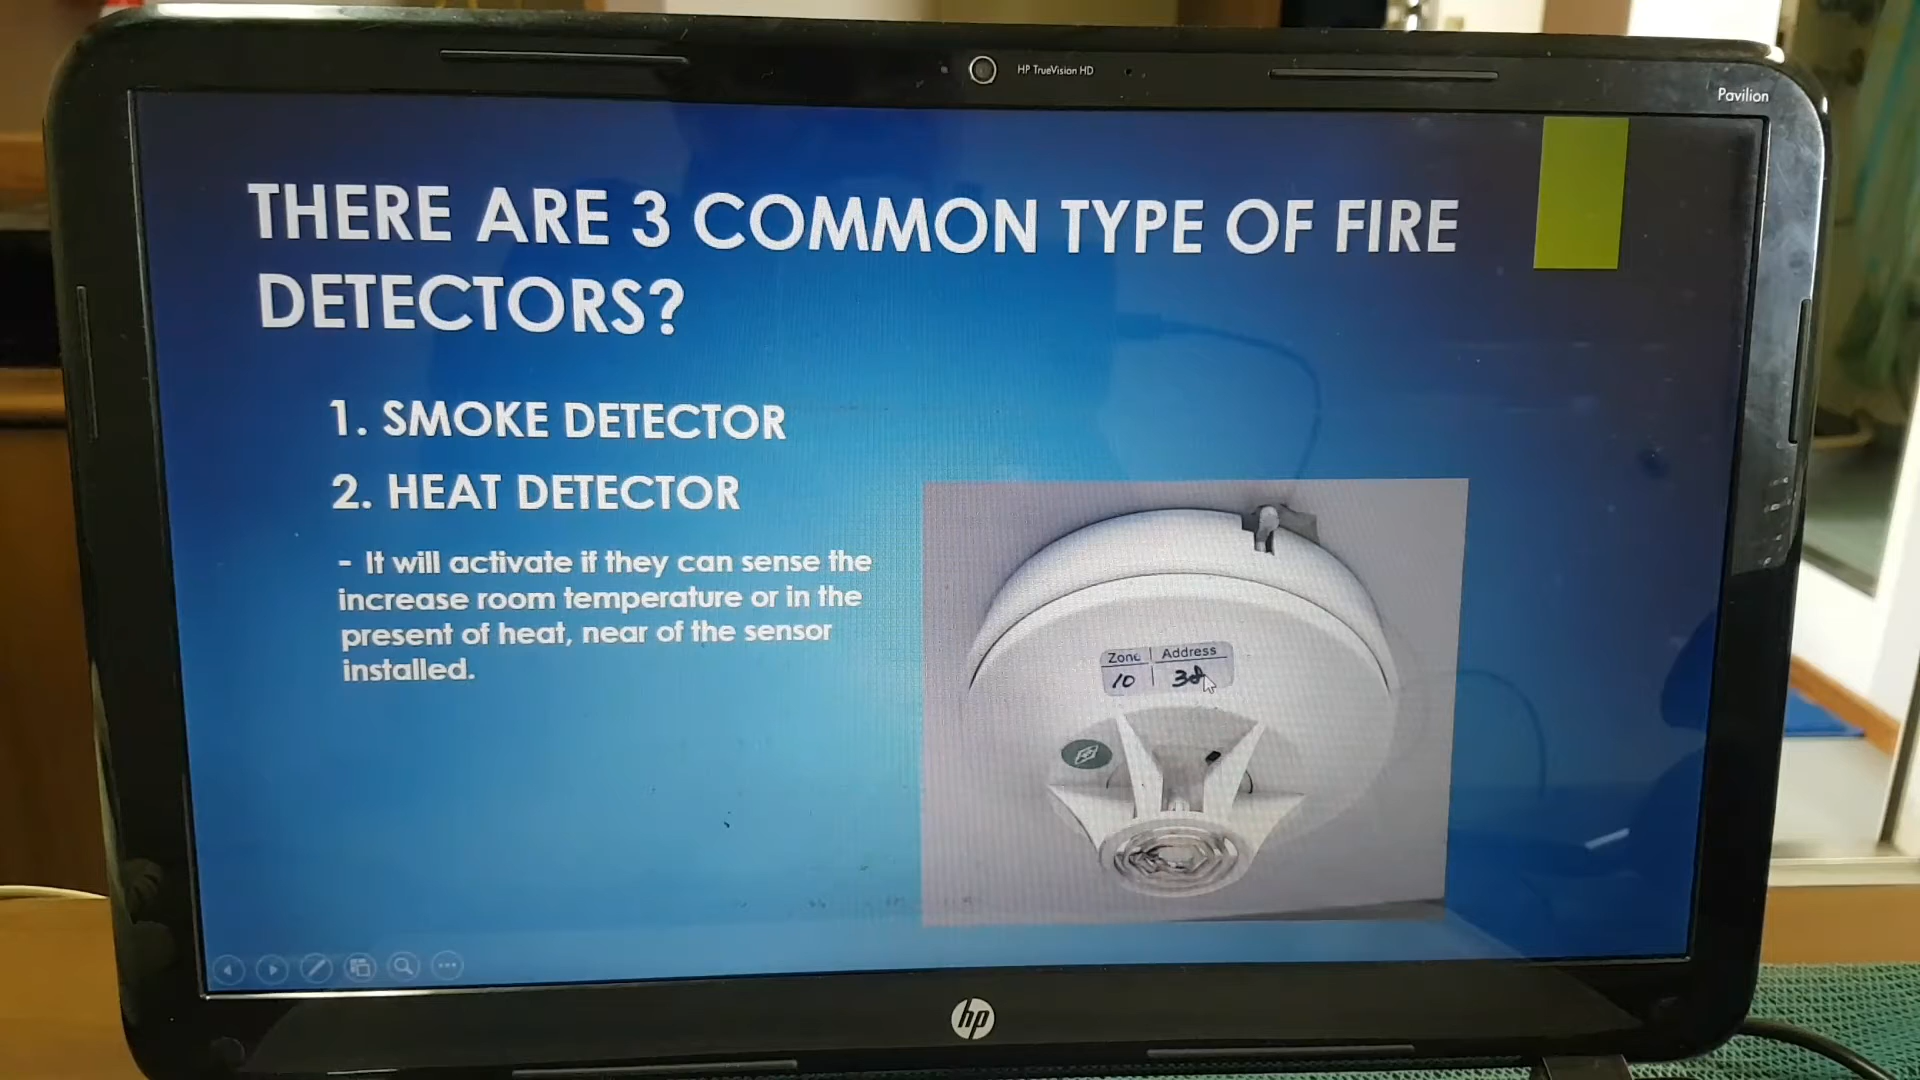 HP TrueVision HD
Pavilion
THERE ARE 3 COMMON TYPE OF FIRE
DETECTORS?
1. SMOKE DETECTOR
2. HEAT DETECTOR
- It will activate if they can sense the
increase room temperature or in the
present of heat, near of the sensor
installed.
Zone | Address
10 | 38
hp